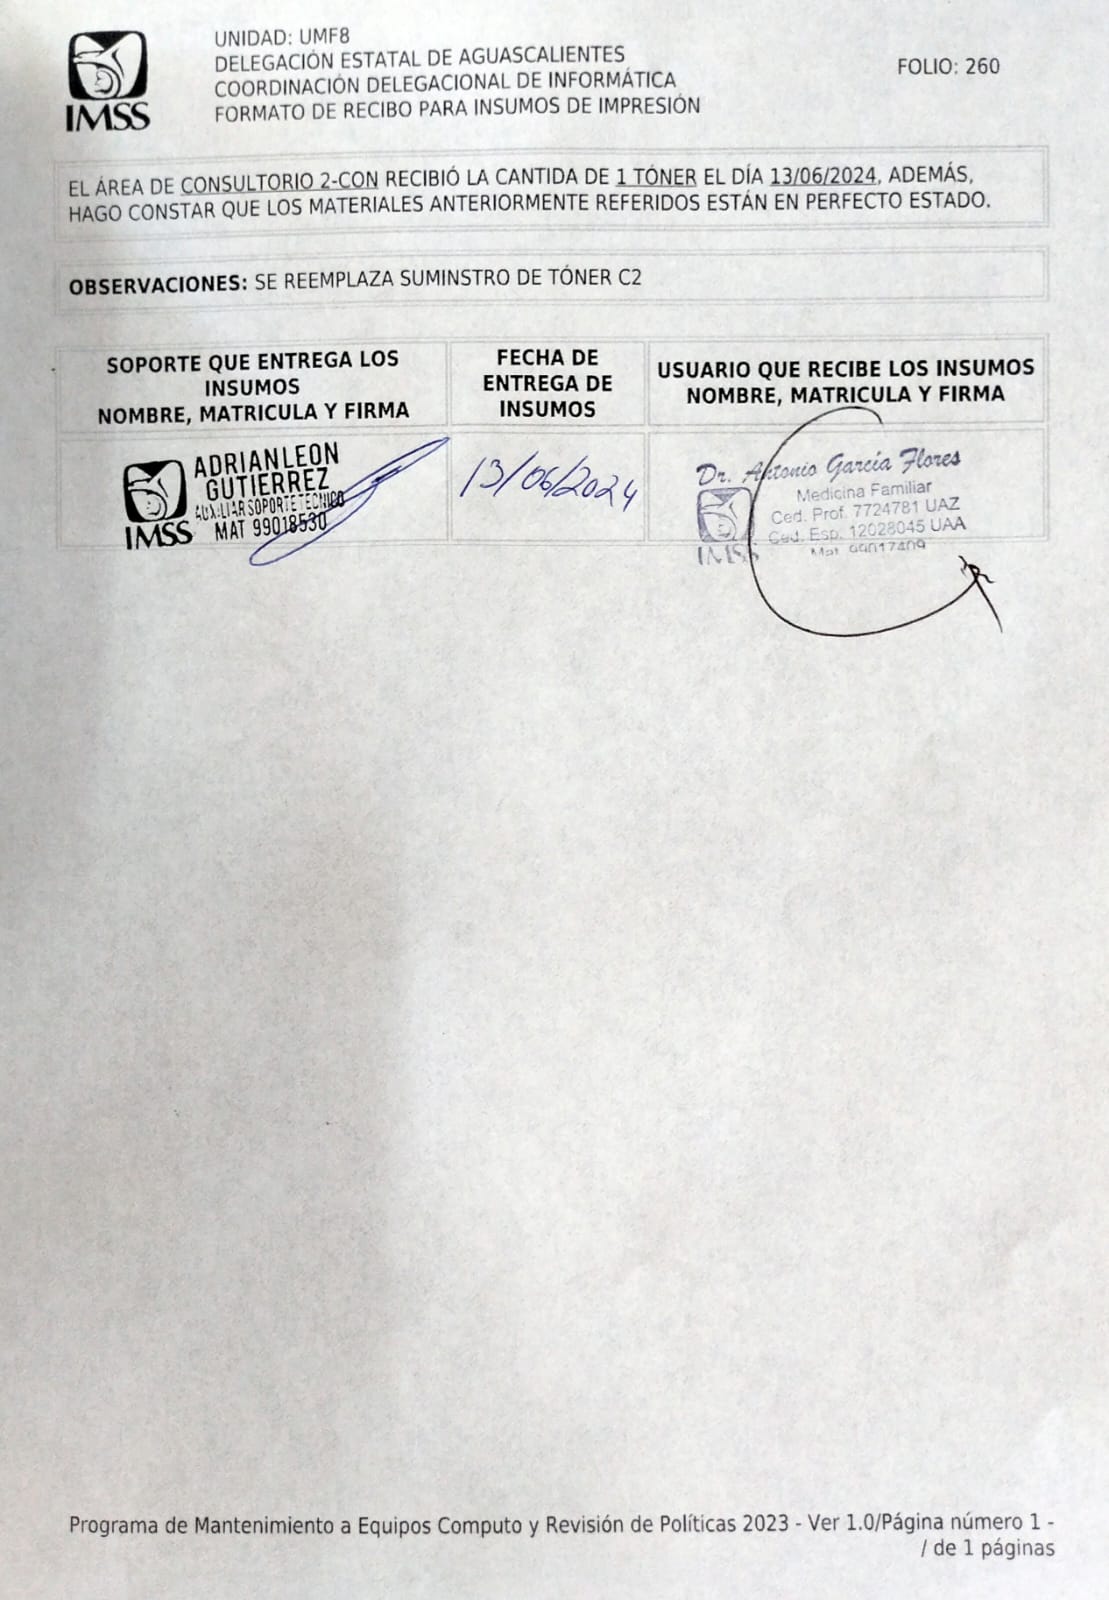 IMSS
UNIDAD: UMF8
DELEGACIÓN ESTATAL DE AGUASCALIENTES
COORDINACIÓN DELEGACIONAL DE INFORMÁTICA
FORMATO DE RECIBO PARA INSUMOS DE IMPRESIÓN
FOLIO: 260
EL ÁREA DE CONSULTORIO 2-CON RECIBIÓ LA CANTIDA DE 1 TÓNER EL DÍA 13/06/2024, ADEMÁS,
HAGO CONSTAR QUE LOS MATERIALES ANTERIORMENTE REFERIDOS ESTÁN EN PERFECTO ESTADO.
OBSERVACIONES: SE REEMPLAZA SUMINSTRO DE TÓNER C2
SOPORTE QUE ENTREGA LOS
INSUMOS
NOMBRE, MATRICULA Y FIRMA
FECHA DE
ENTREGA DE
INSUMOS
USUARIO QUE RECIBE LOS INSUMOS
NOMBRE, MATRICULA Y FIRMA
IMSS
ADRIAN LEON
GUTIERREZ
AUXILIAR SOPORTE TECNICO
MAT 99018530
13/06/2024
Dr. Antonio García Flores
Medicina Familiar
Ced. Prof. 7724781 UAZ
Ced. Esp. 12028045 UAA
Mat. 99017409
IMSS
Programa de Mantenimiento a Equipos Computo y Revisión de Políticas 2023 - Ver 1.0/Página número 1 -
/ de 1 páginas